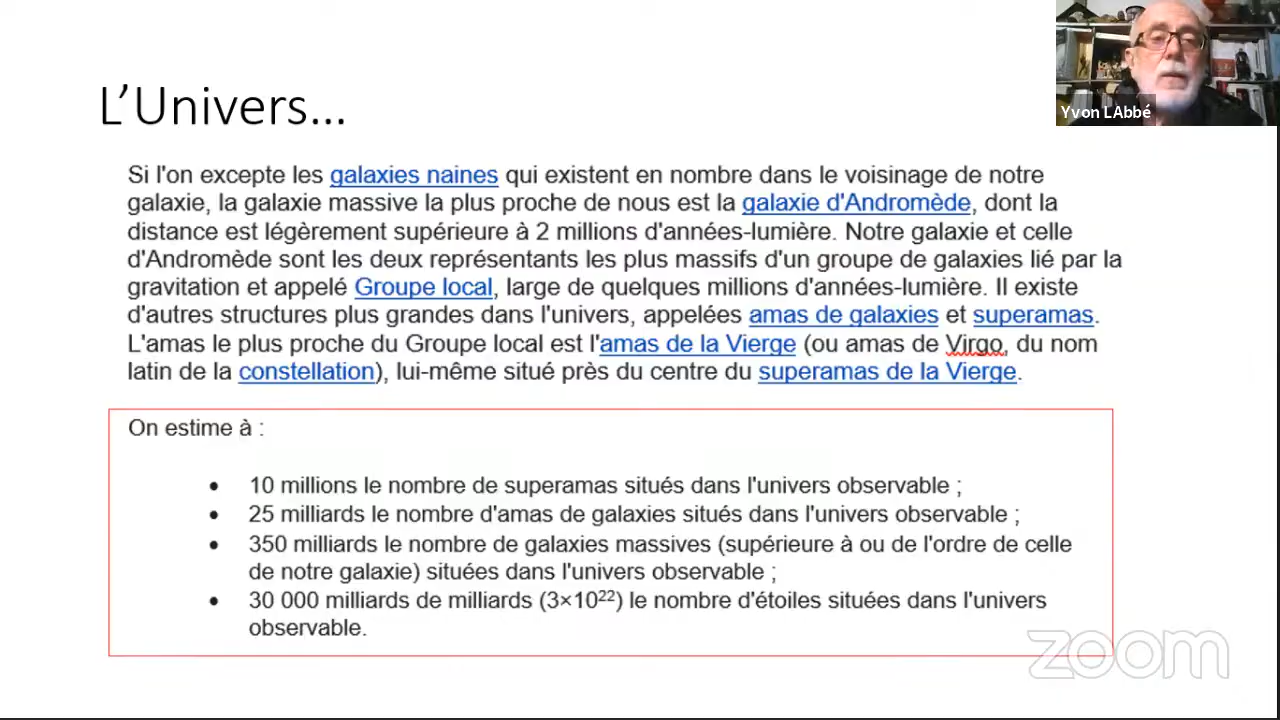 L'Univers...
Yvon LAbbé
Si l'on excepte les galaxies naines qui existent en nombre dans le voisinage de notre
galaxie, la galaxie massive la plus proche de nous est la galaxie d'Andromède, dont la
distance est légèrement supérieure à 2 millions d'années-lumière. Notre galaxie et celle
d'Andromède sont les deux représentants les plus massifs d'un groupe de galaxies lié par la
gravitation et appelé Groupe local, large de quelques millions d'années-lumière. Il existe
d'autres structures plus grandes dans l'univers, appelées amas de galaxies et superamas.
L'amas le plus proche du Groupe local est l'amas de la Vierge (ou amas de Virgo, du nom
latin de la constellation), lui-même situé près du centre du superamas de la Vierge.
On estime à :
• 10 millions le nombre de superamas situés dans l'univers observable ;
• 25 milliards le nombre d'amas de galaxies situés dans l'univers observable ;
• 350 milliards le nombre de galaxies massives (supérieure à ou de l'ordre de celle
de notre galaxie) situées dans l'univers observable ;
• 30 000 milliards de milliards (3×10²²) le nombre d'étoiles situées dans l'univers
observable.
zoom